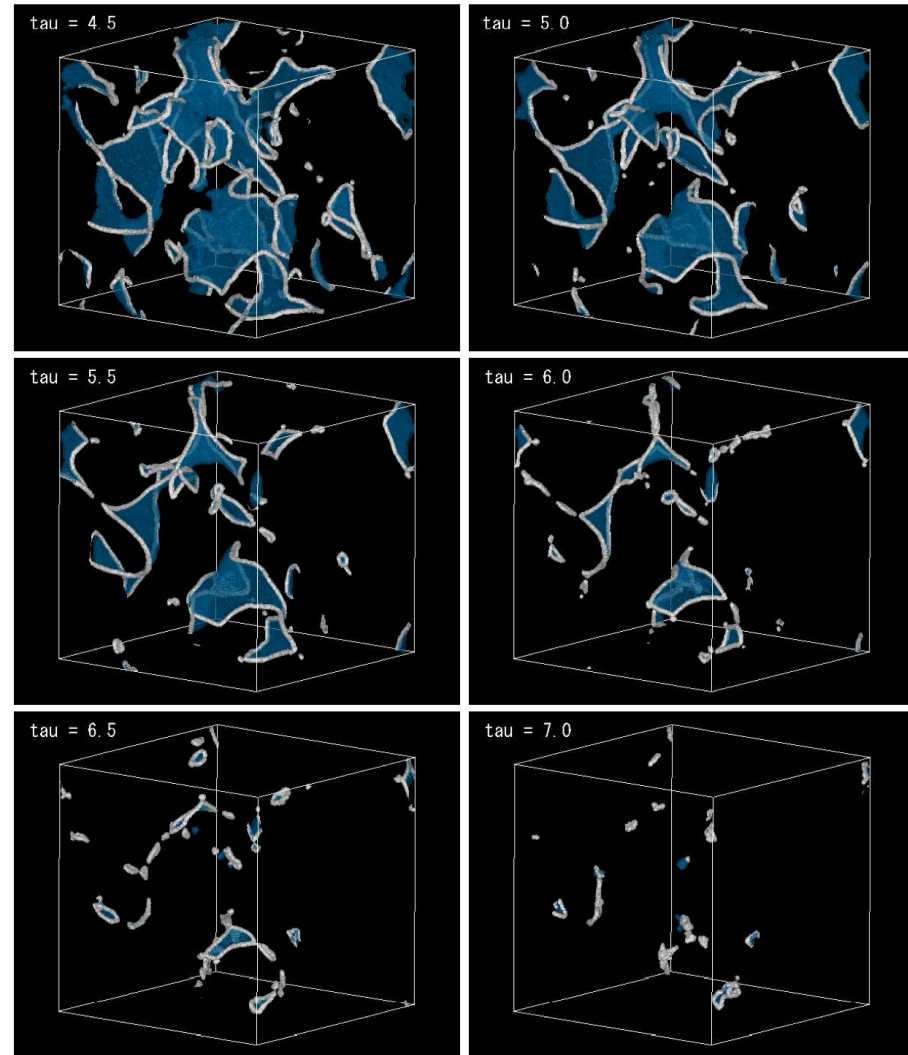 tau = 4.5
tau = 5.0
tau = 5.5
tau = 6.0
tau = 6.5
tau = 7.0